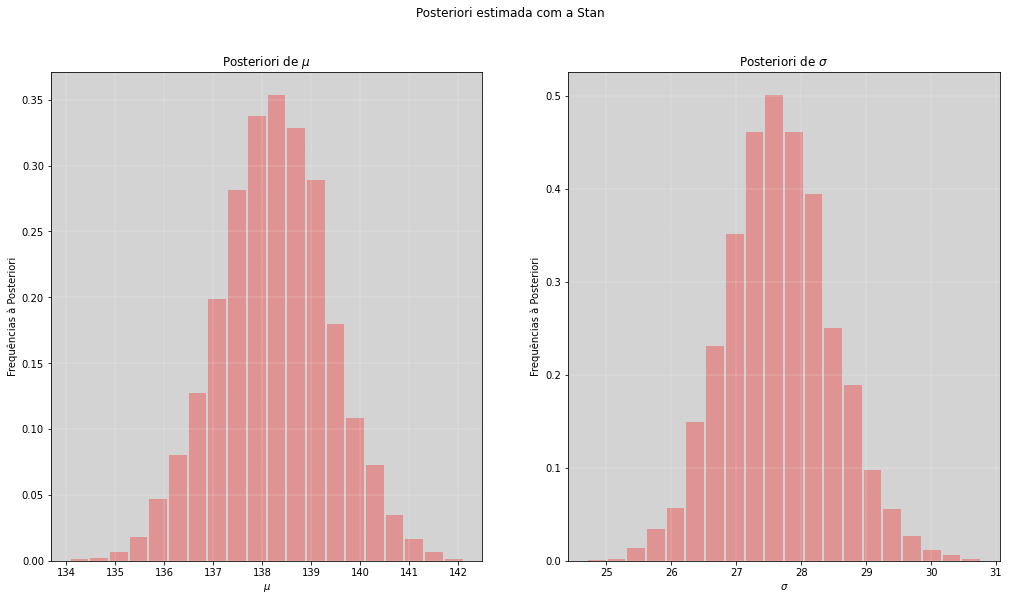 Posteriori estimada com a Stan
Posteriori de μ
Frequências à Posteriori
0.35
0.30
0.25
0.20
0.15
0.10
0.05
0.00
134 135 136 137 138 139 140 141 142
μ
Posteriori de σ
Frequências à Posteriori
0.5
0.4
0.3
0.2
0.1
0.0
25 26 27 28 29 30 31
σ